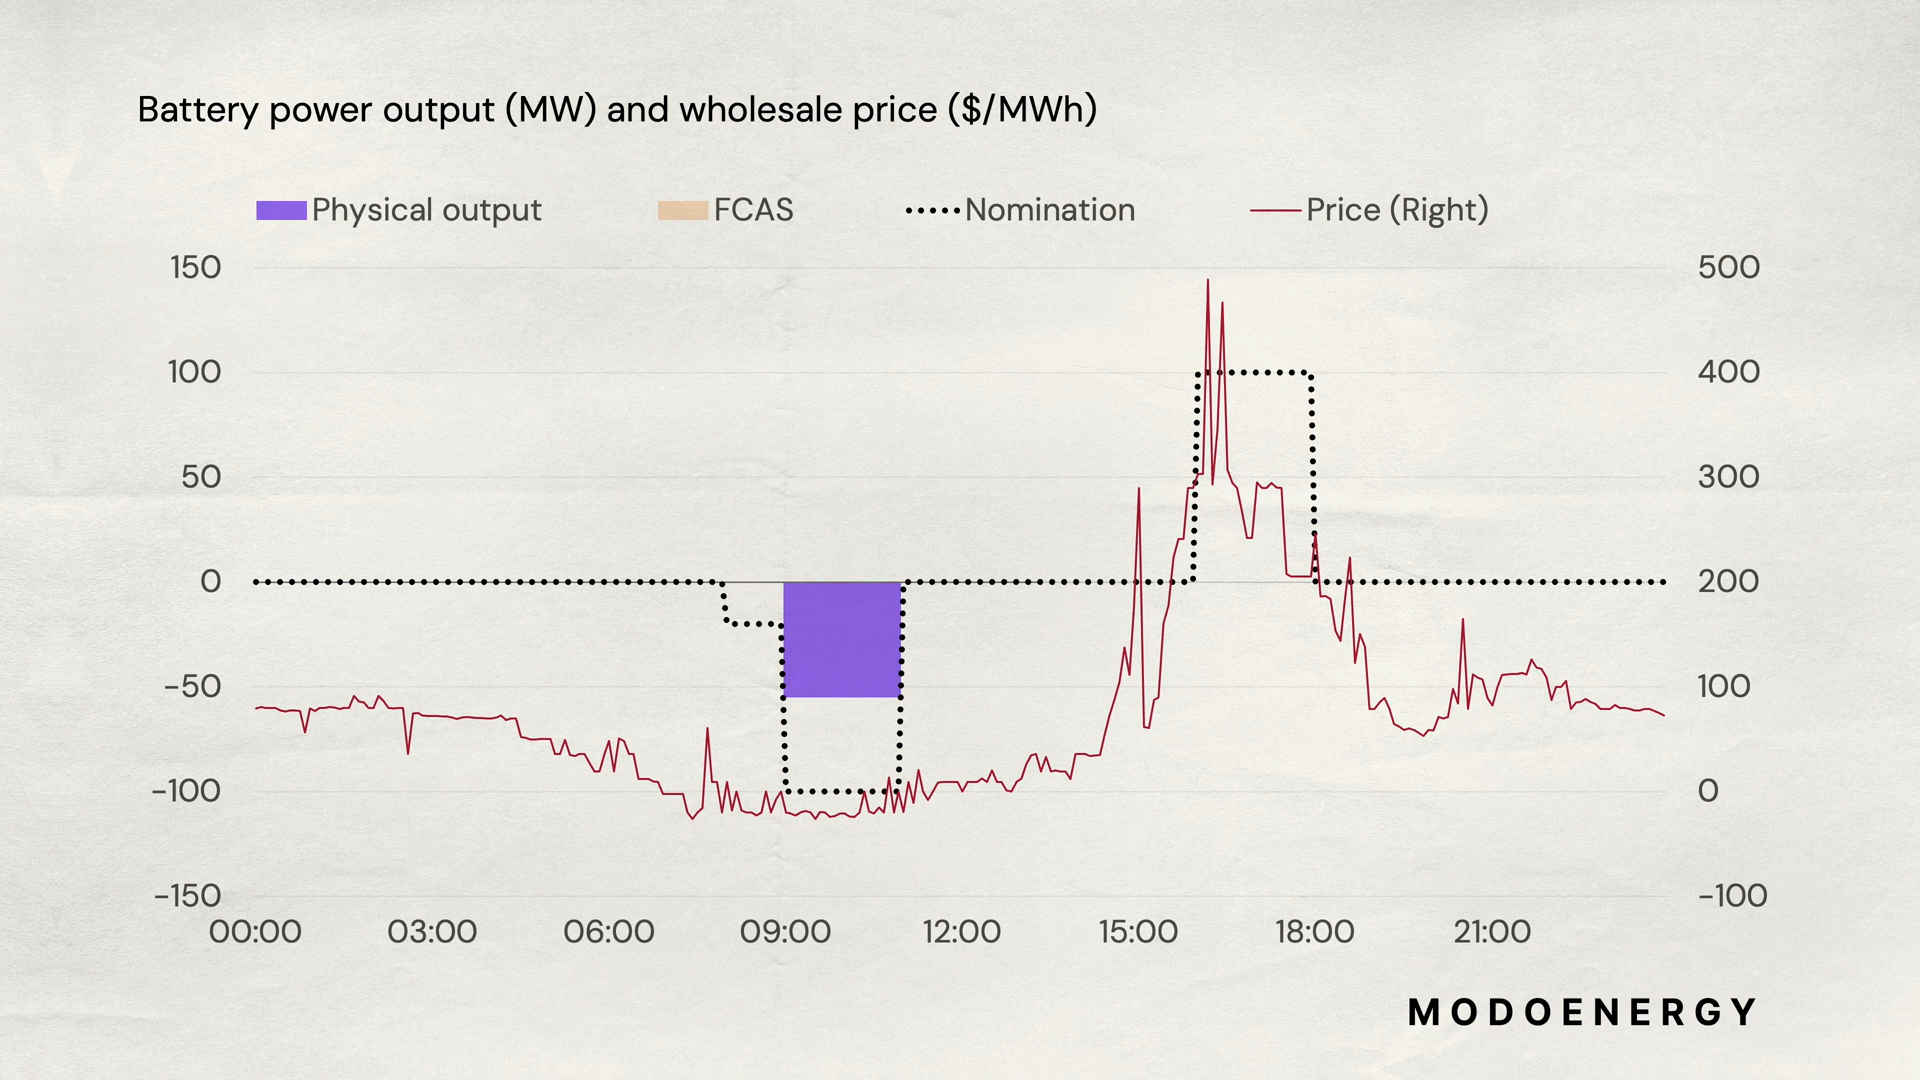 Battery power output (MW) and wholesale price ($/MWh)
Physical output FCAS Nomination Price (Right)
150 500
100 400
50 300
0 200
−50 100
−100 0
−150 −100
00:00 03:00 06:00 09:00 12:00 15:00 18:00 21:00
MODOENERGY